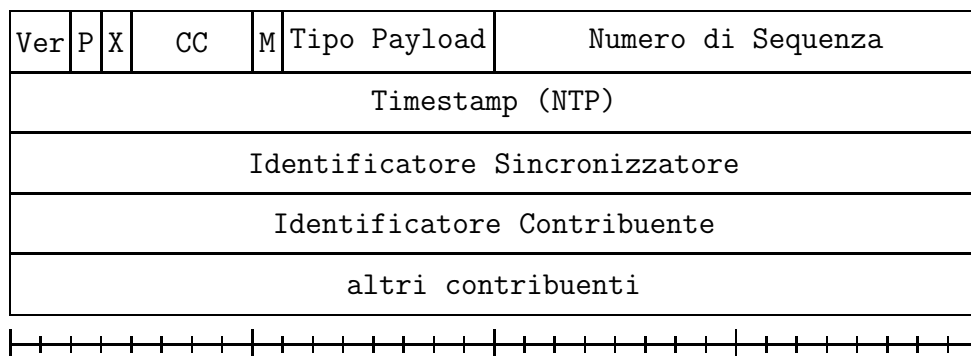 Ver P X CC M Tipo Payload Numero di Sequenza
Timestamp (NTP)
Identificatore Sincronizzatore
Identificatore Contribuente
altri contribuenti